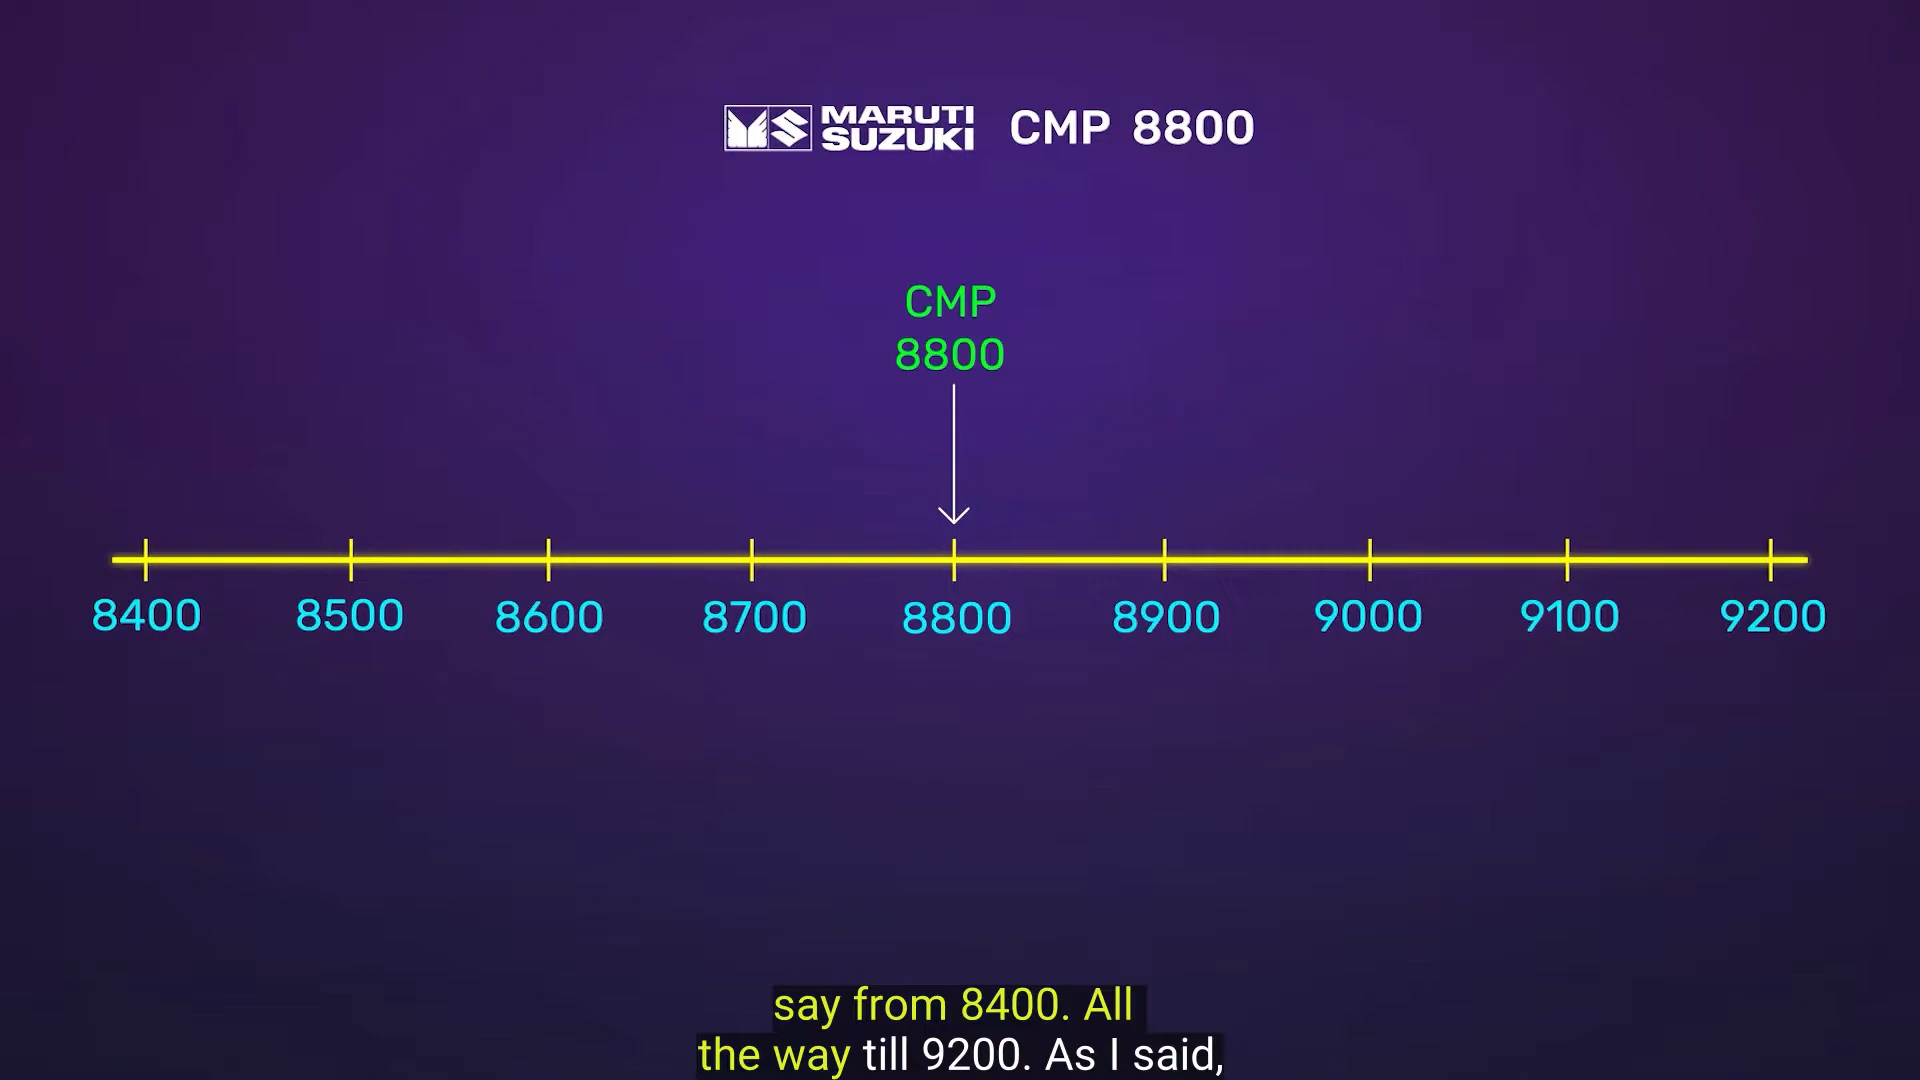 MARUTI
SUZUKI
CMP 8800
CMP
8800
8400 8500 8600 8700 8800 8900 9000 9100 9200
say from 8400. All
the way till 9200. As I said,